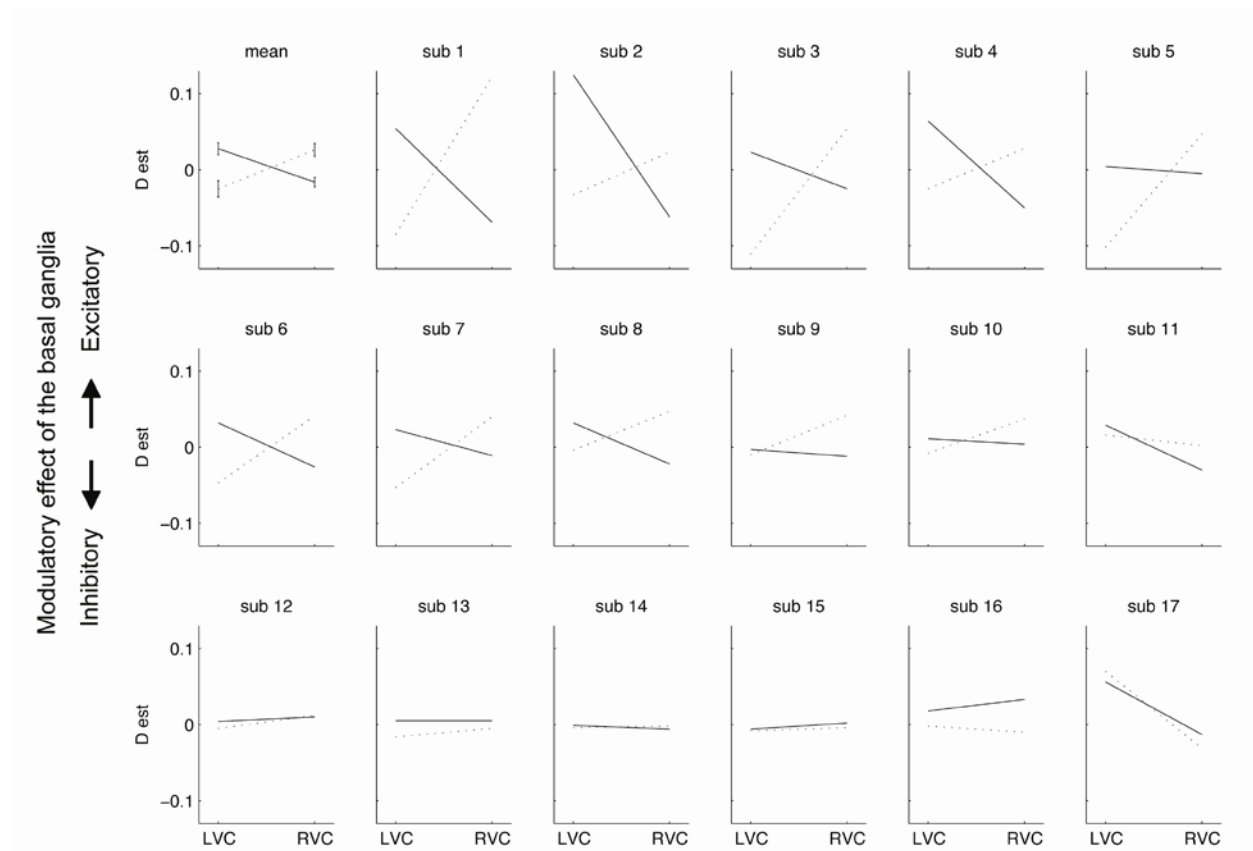 mean
sub 1
sub 2
sub 3
sub 4
sub 5
0.1
0
−0.1
D est
sub 6
sub 7
sub 8
sub 9
sub 10
sub 11
0.1
0
−0.1
D est
sub 12
sub 13
sub 14
sub 15
sub 16
sub 17
0.1
0
−0.1
D est
LVC RVC
LVC RVC
LVC RVC
LVC RVC
LVC RVC
LVC RVC
Modulatory effect of the basal ganglia
Inhibitory
Excitatory